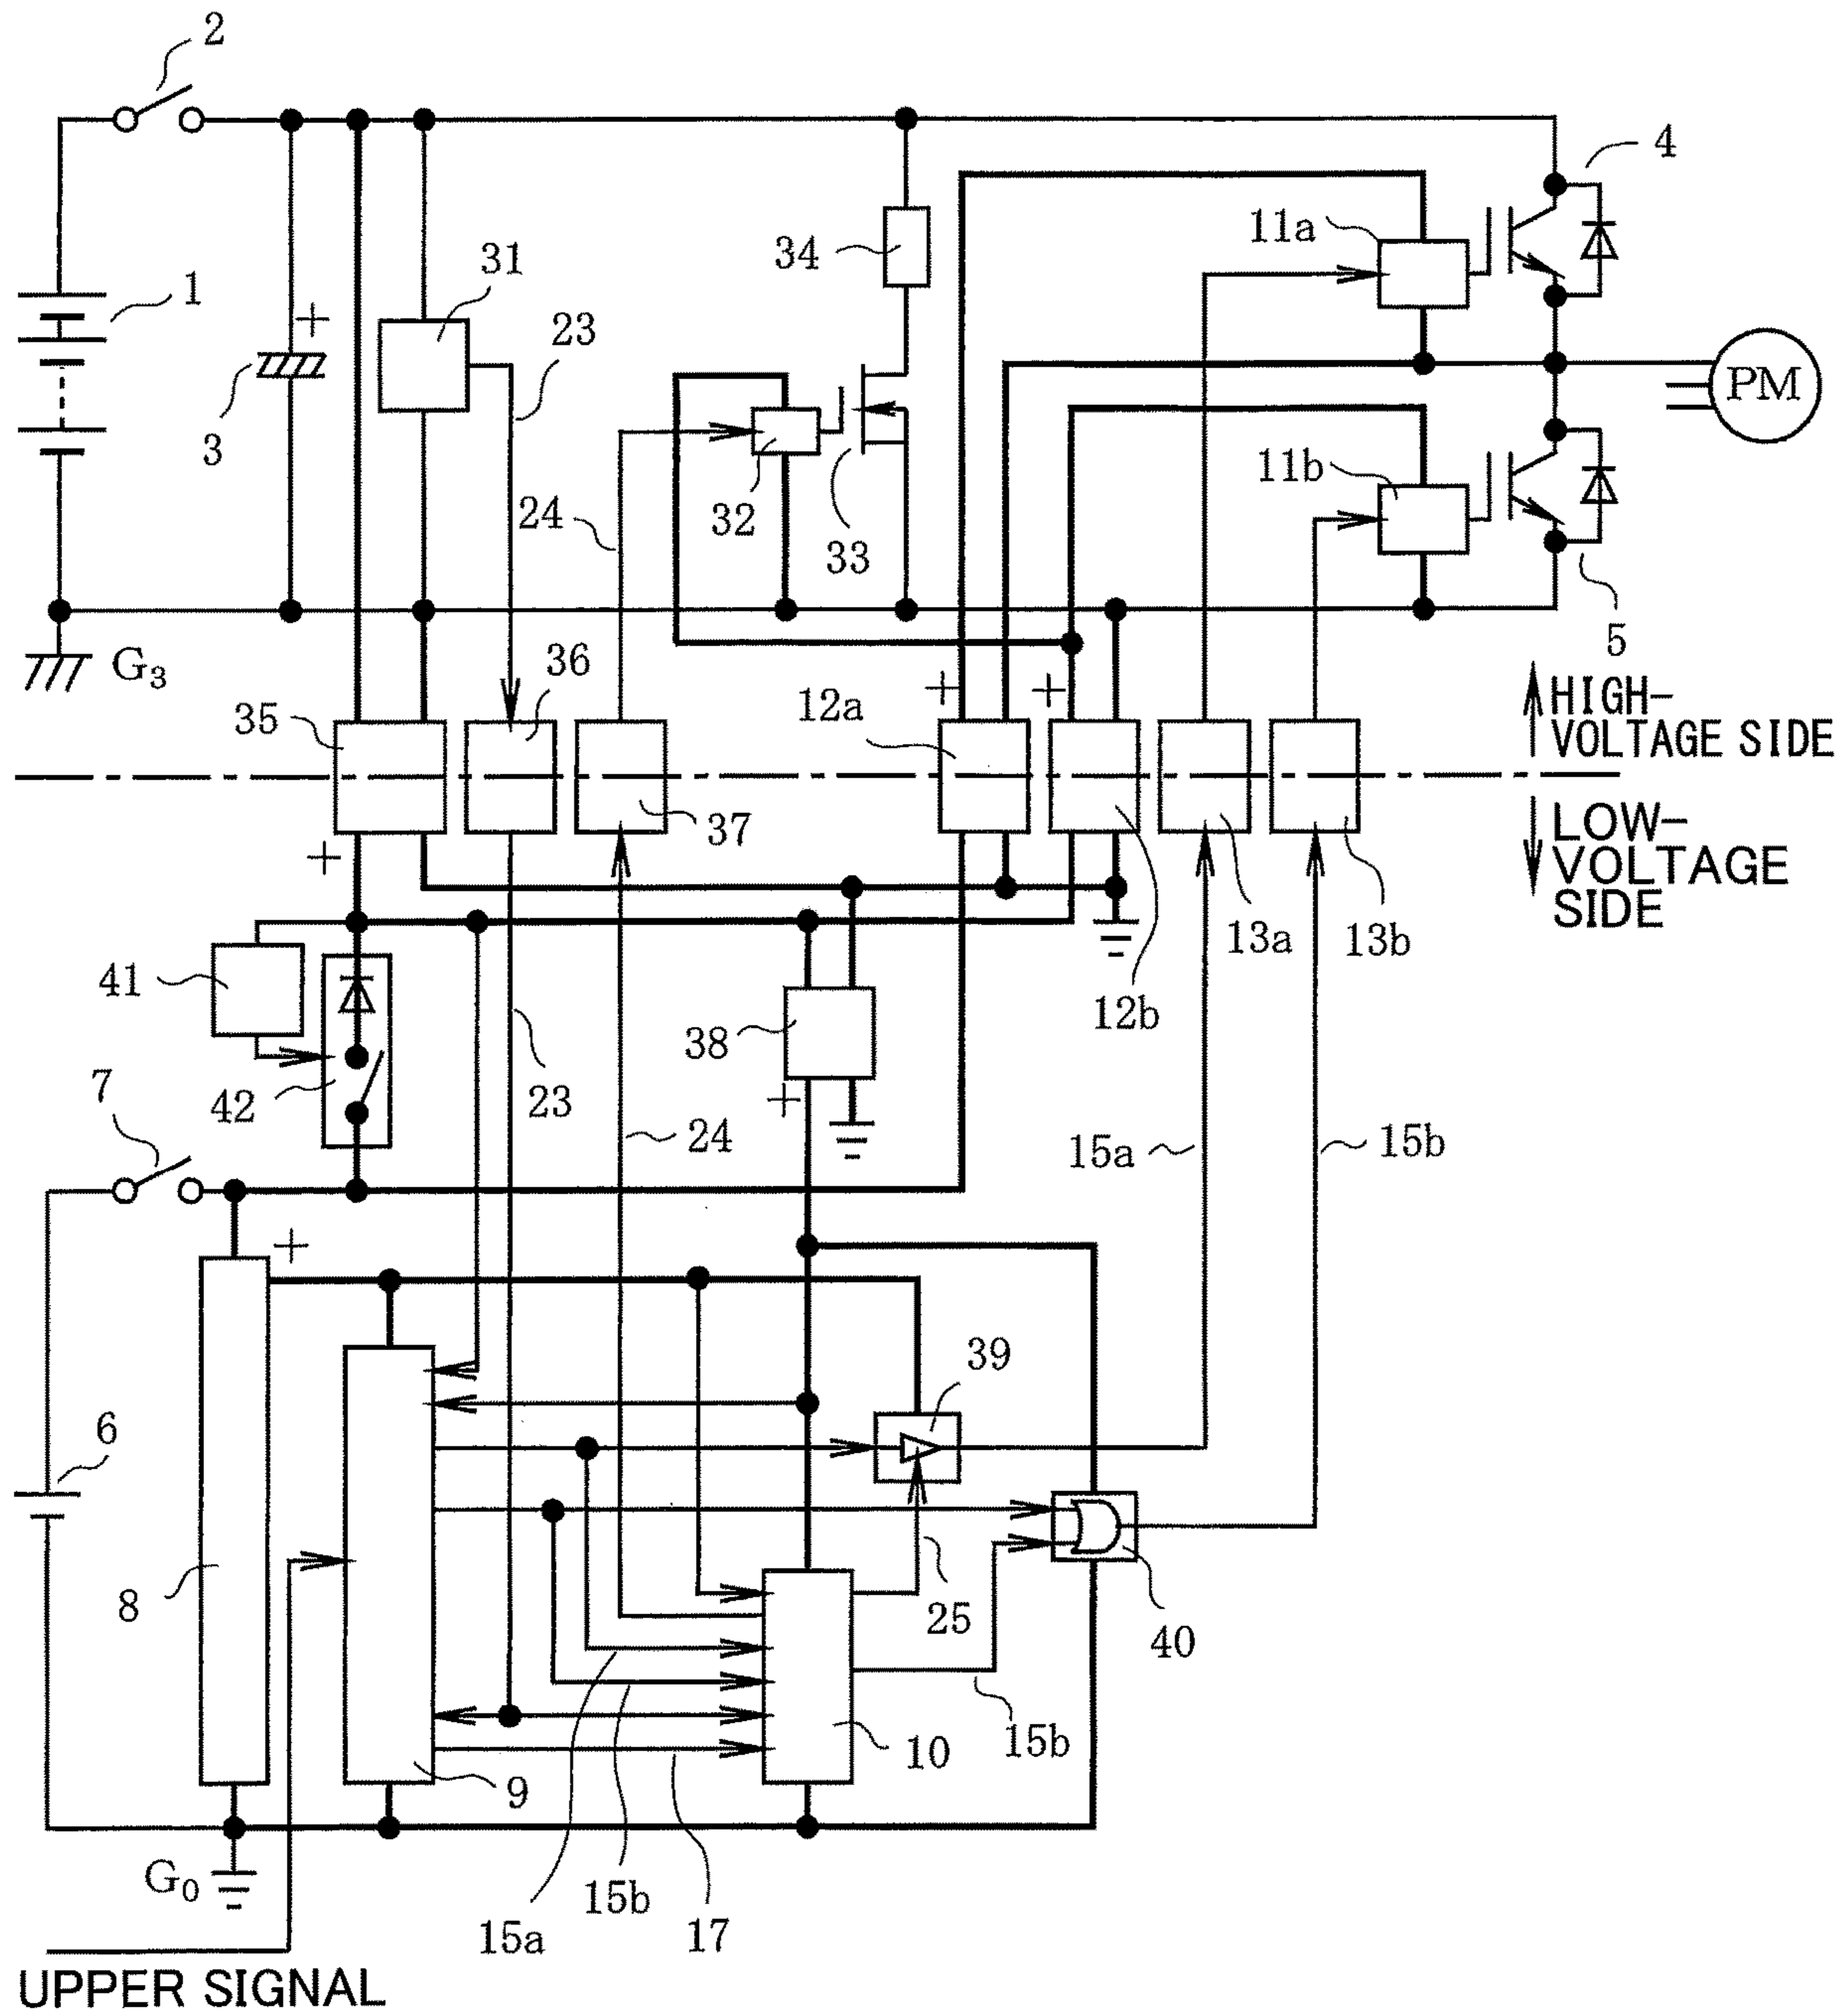 2
4
11a
34
31
1
23
+
PM
3
11b
32
24
33
5
G3
36
+
+
12a
35
HIGH-
VOLTAGE SIDE
37
LOW-
VOLTAGE
SIDE
+
13a
13b
41
12b
38
7
42
23
+
24
15a
15b
+
39
6
8
25
40
10
15b
9
G0
15b
15a
17
UPPER SIGNAL